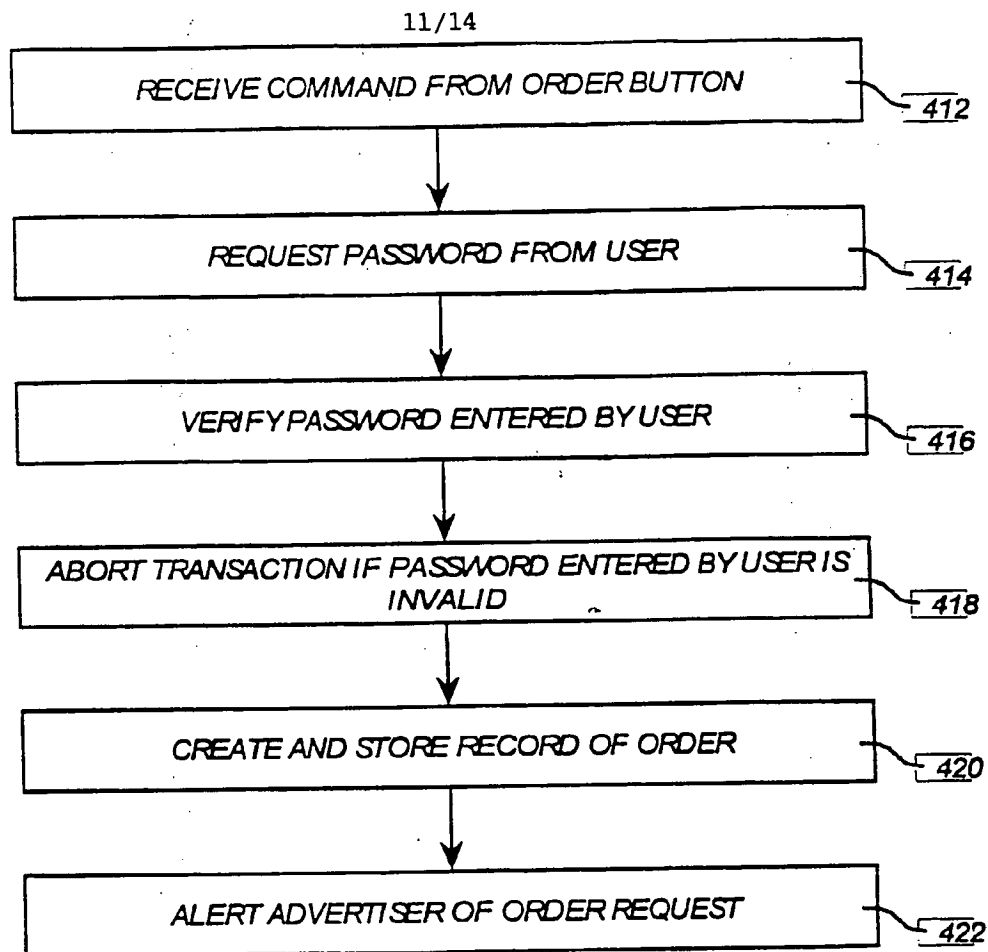 11/14
RECEIVE COMMAND FROM ORDER BUTTON
412
REQUEST PASSWORD FROM USER
414
VERIFY PASSWORD ENTERED BY USER
416
ABORT TRANSACTION IF PASSWORD ENTERED BY USER IS
INVALID
418
CREATE AND STORE RECORD OF ORDER
420
ALERT ADVERTISER OF ORDER REQUEST
422